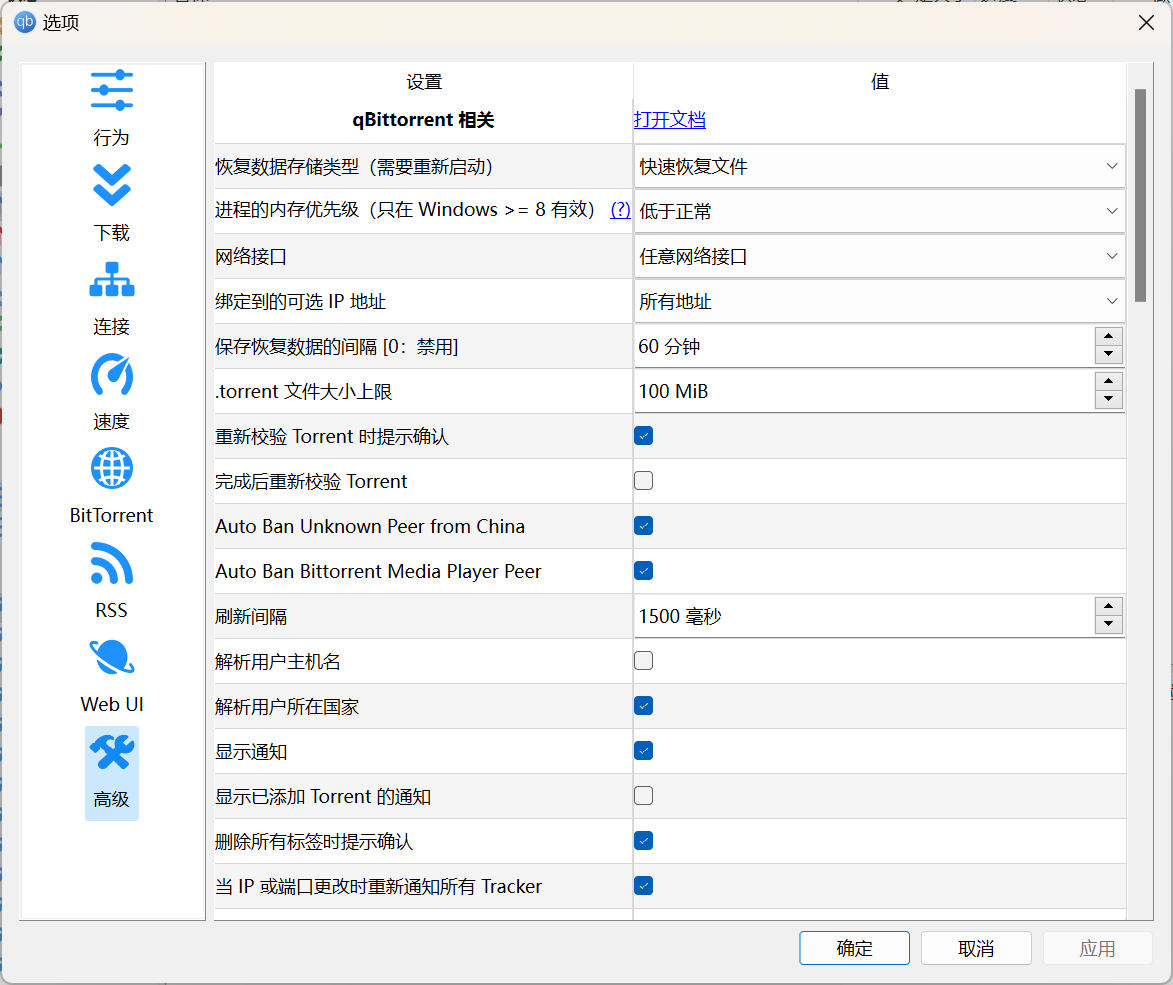 qb 选项
设置 值
qBittorrent 相关 打开文档
恢复数据存储类型（需要重新启动） 快速恢复文件
进程的内存优先级（只在 Windows >= 8 有效） (?) 低于正常
网络接口 任意网络接口
绑定到的可选 IP 地址 所有地址
保存恢复数据的间隔 [0：禁用] 60 分钟
.torrent 文件大小上限 100 MiB
重新校验 Torrent 时提示确认
完成后重新校验 Torrent
Auto Ban Unknown Peer from China
Auto Ban Bittorrent Media Player Peer
刷新间隔 1500 毫秒
解析用户主机名
解析用户所在国家
显示通知
显示已添加 Torrent 的通知
删除所有标签时提示确认
当 IP 或端口更改时重新通知所有 Tracker
行为
下载
连接
速度
BitTorrent
RSS
Web UI
高级
确定 取消 应用